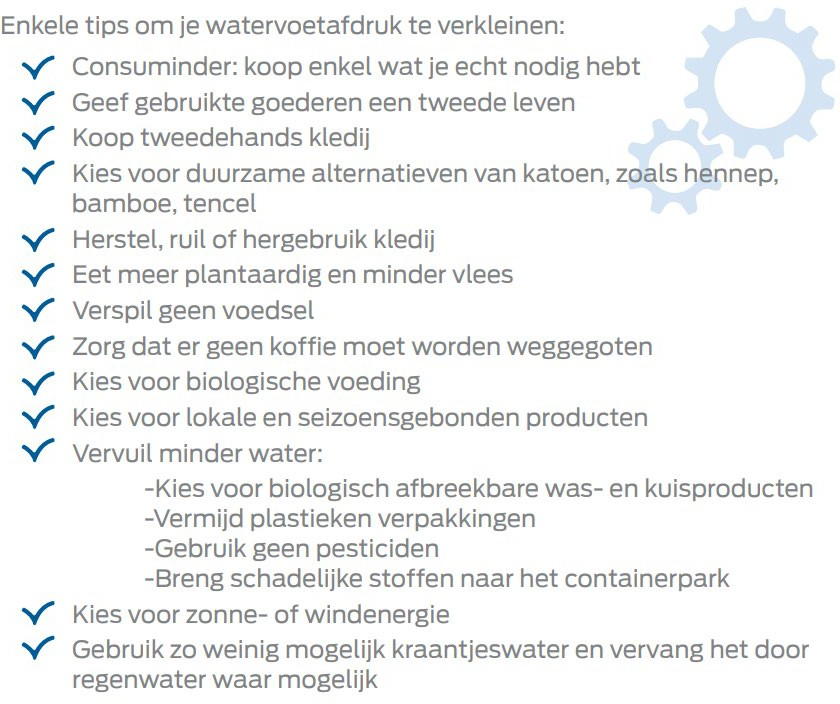 Enkele tips om je watervoetafdruk te verkleinen:
Consuminder: koop enkel wat je echt nodig hebt
Geef gebruikte goederen een tweede leven
Koop tweedehands kledij
Kies voor duurzame alternatieven van katoen, zoals hennep,
bamboe, tencel
Herstel, ruil of hergebruik kledij
Eet meer plantaardig en minder vlees
Verspil geen voedsel
Zorg dat er geen koffie moet worden weggegoten
Kies voor biologische voeding
Kies voor lokale en seizoensgebonden producten
Vervuil minder water:
-Kies voor biologisch afbreekbare was- en kuisproducten
-Vermijd plastieken verpakkingen
-Gebruik geen pesticiden
-Breng schadelijke stoffen naar het containerpark
Kies voor zonne- of windenergie
Gebruik zo weinig mogelijk kraantjeswater en vervang het door
regenwater waar mogelijk